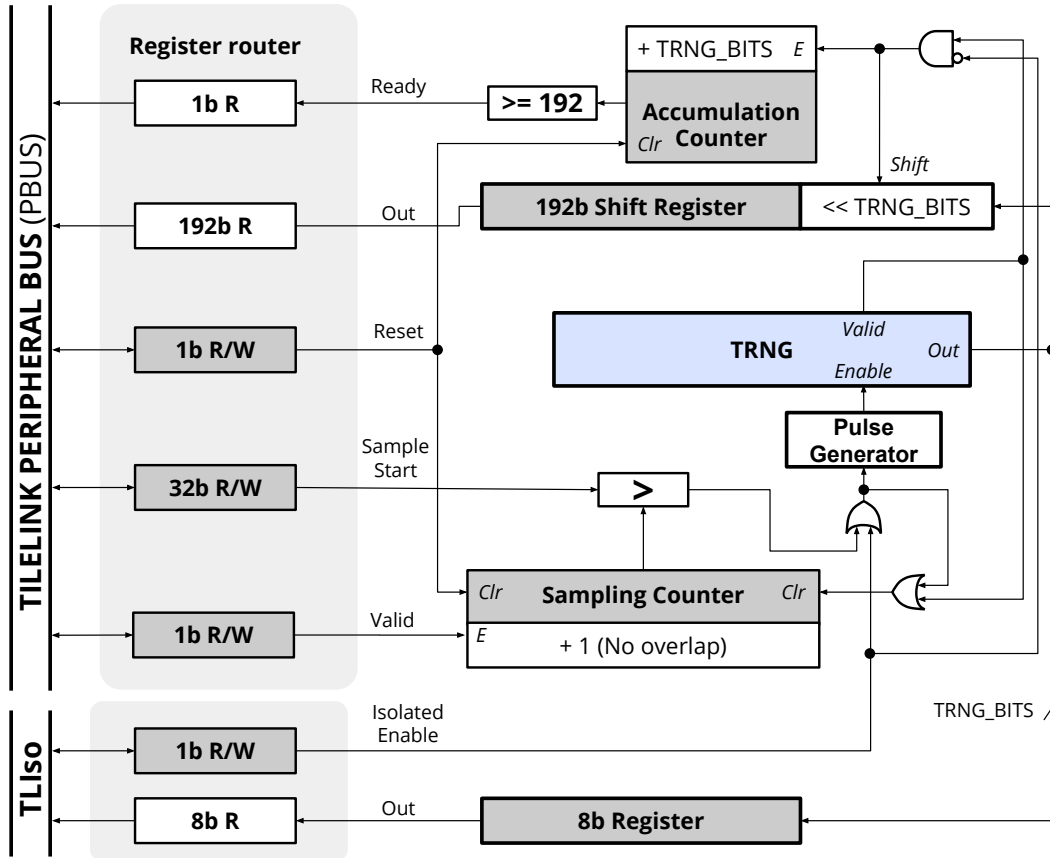 TILELINK PERIPHERAL BUS (PBUS)
Register router
1b R
Ready
>= 192
+ TRNG_BITS E
Accumulation
Counter
Clr
Shift
192b R
Out
192b Shift Register
<< TRNG_BITS
1b R/W
Reset
TRNG
Valid
Out
Enable
Pulse
Generator
Sample
Start
32b R/W
>
Clr Sampling Counter Clr
1b R/W
Valid
E
+ 1 (No overlap)
TLIso
Isolated
Enable
1b R/W
TRNG_BITS /
8b R
Out
8b Register